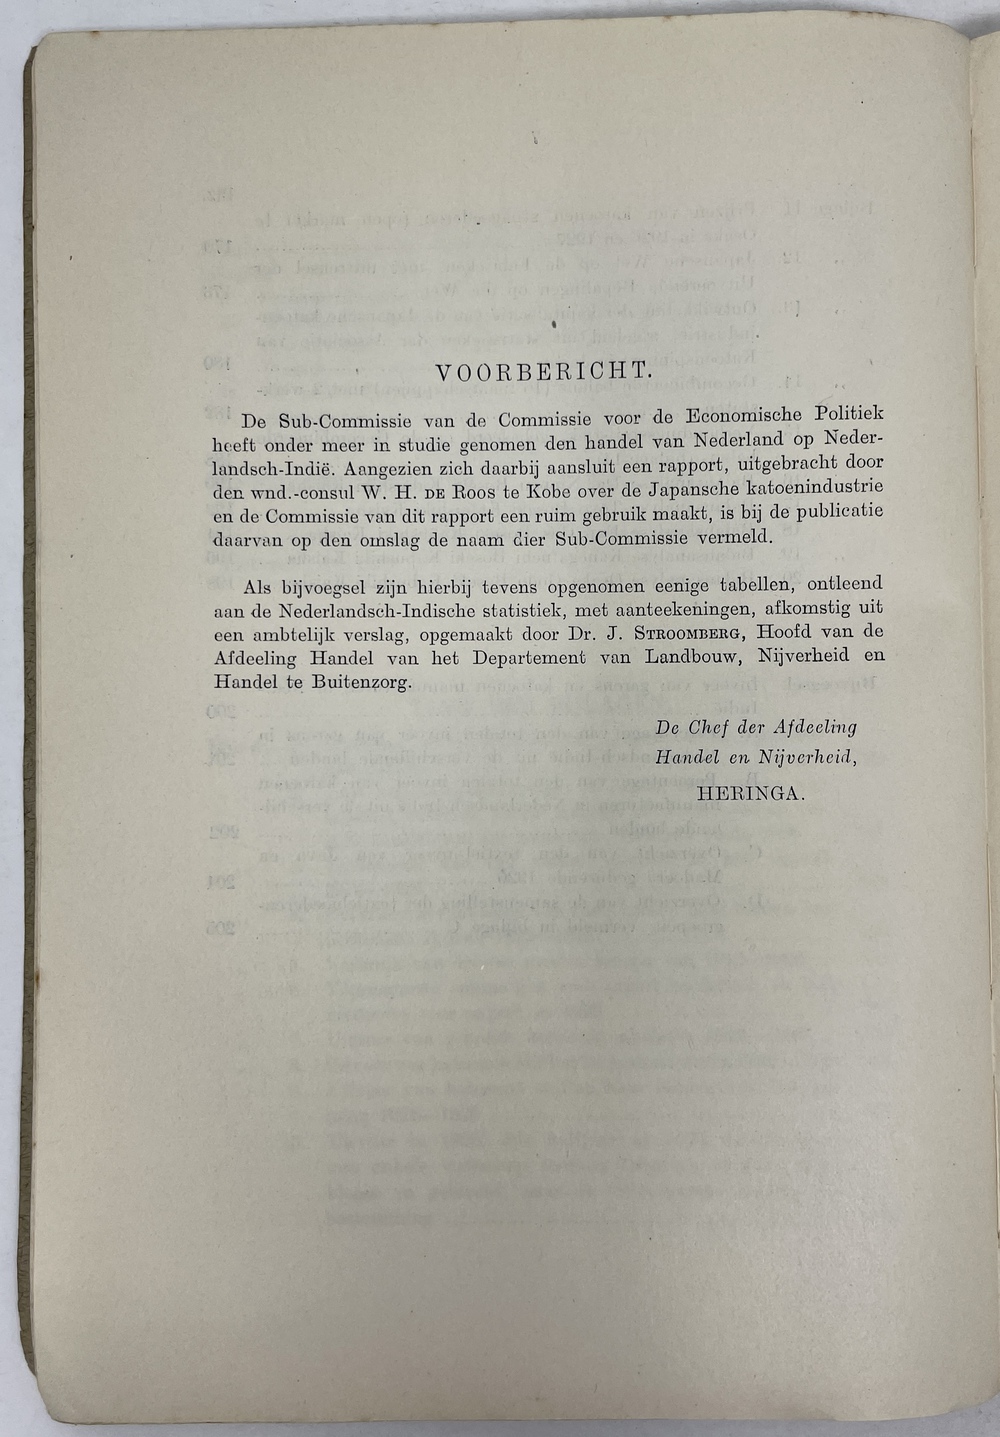 VOORBERICHT.
De Sub-Commissie van de Commissie voor de Economische Politiek
heeft onder meer in studie genomen den handel van Nederland op Neder-
landsch-Indië. Aangezien zich daarbij aansluit een rapport, uitgebracht door
den wnd.-consul W. H. DE ROOS te Kobe over de Japansche katoenindustrie
en de Commissie van dit rapport een ruim gebruik maakt, is bij de publicatie
daarvan op den omslag de naam dier Sub-Commissie vermeld.
Als bijvoegsel zijn hierbij tevens opgenomen eenige tabellen, ontleend
aan de Nederlandsch-Indische statistiek, met aanteekeningen, afkomstig uit
een ambtelijk verslag, opgemaakt door Dr. J. STROOMBERG, Hoofd van de
Afdeeling Handel van het Departement van Landbouw, Nijverheid en
Handel te Buitenzorg.
De Chef der Afdeeling
Handel en Nijverheid,
HERINGA.